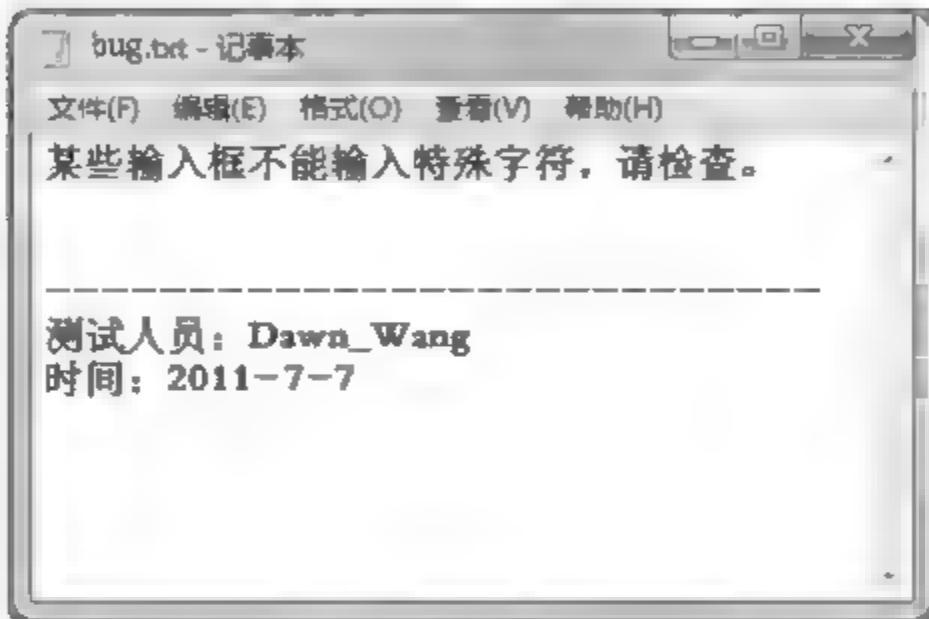 bug.txt - 记事本
文件(F) 编辑(E) 格式(O) 查看(V) 帮助(H)
某些输入框不能输入特殊字符，请检查。
------------------------------
测试人员：Dawn_Wang
时间：2011-7-7